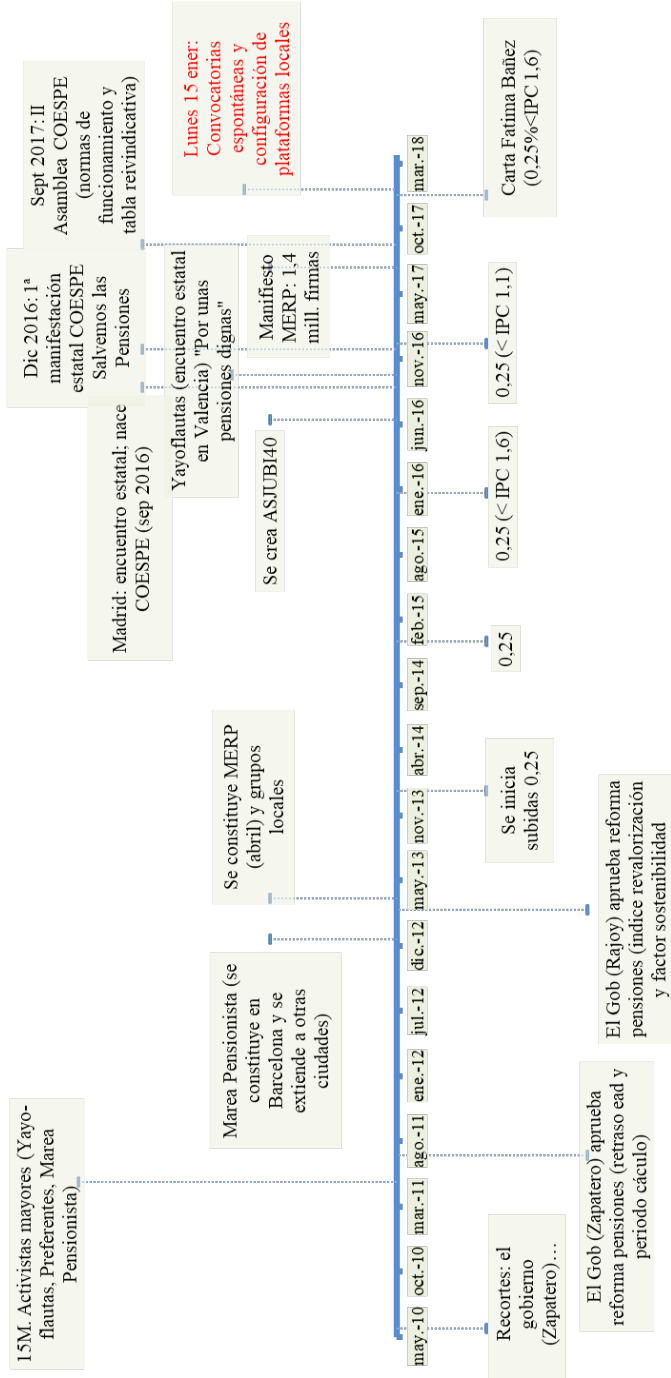 15M. Activistas mayores (Yayo-
flautas, Preferentes, Marea
Pensionista)
Marea Pensionista (se
constituye en
Barcelona y se
extiende a otras
ciudades)
Se constituye MERP
(abril) y grupos
locales
Se crea ASJUBI40
Madrid: encuentro estatal; nace
COESPE (sep 2016)
Yayoflautas (encuentro estatal
en Valencia) "Por unas
pensiones dignas"
Dic 2016: 1ª
manifestación
estatal COESPE
Salvemos las
Pensiones
Manifiesto
MERP: 1,4
mill. firmas
Sept 2017: II
Asamblea COESPE
(normas de
funcionamiento y
tabla reivindicativa)
Lunes 15 ener:
Convocatorias
espontáneas y
configuración de
plataformas locales
may.-10
oct.-10
mar.-11
ago.-11
ene.-12
jul.-12
dic.-12
may.-13
nov.-13
abr.-14
sep.-14
feb.-15
ago.-15
ene.-16
jun.-16
nov.-16
may.-17
oct.-17
mar.-18
Recortes: el
gobierno
(Zapatero)…
El Gob (Zapatero) aprueba
reforma pensiones (retraso ead y
periodo cáculo)
El Gob (Rajoy) aprueba reforma
pensiones (índice revalorización
y factor sostenibilidad
Se inicia
subidas 0,25
0,25
0,25 (< IPC 1,6)
0,25 (< IPC 1,1)
Carta Fatima Bañez
(0,25%<IPC 1,6)